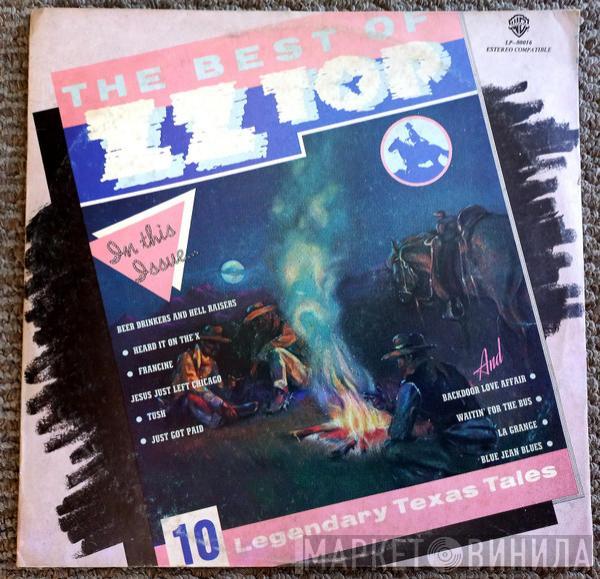 LP-80016
ESTEREO COMPATIBLE
THE BEST OF
ZZ TOP
In this
Issue...
BEER DRINKERS AND HELL RAISERS
• HEARD IT ON THE X
• FRANCINE
JESUS JUST LEFT CHICAGO
• TUSH
• JUST GOT PAID
And
BACKDOOR LOVE AFFAIR •
WAITIN' FOR THE BUS •
LA GRANGE •
BLUE JEAN BLUES •
10 Legendary Texas Tales
МАРКЕТ ВИНИЛА